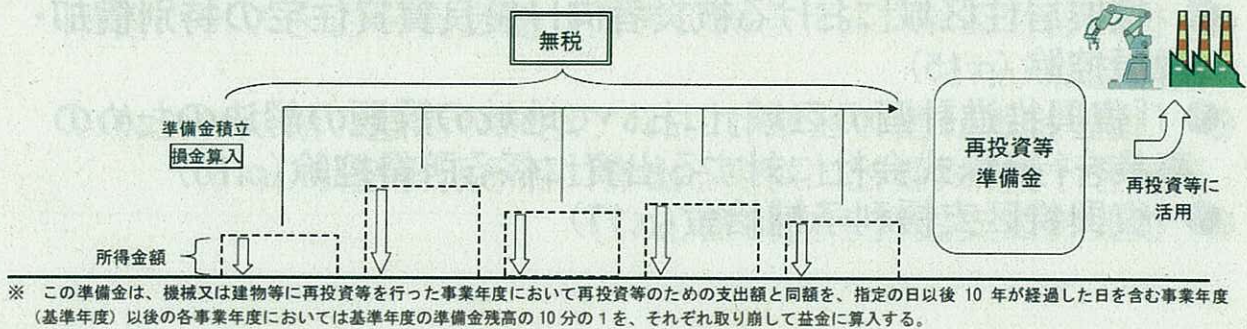 無税
準備金積立
損金算入
所得金額
再投資等
準備金
再投資等に
活用
※ この準備金は、機械又は建物等に再投資等を行った事業年度において再投資等のための支出額と同額を、指定の日以後 10 年が経過した日を含む事業年度
(基準年度)以後の各事業年度においては基準年度の準備金残高の 10 分の 1 を、それぞれ取り崩して益金に算入する。